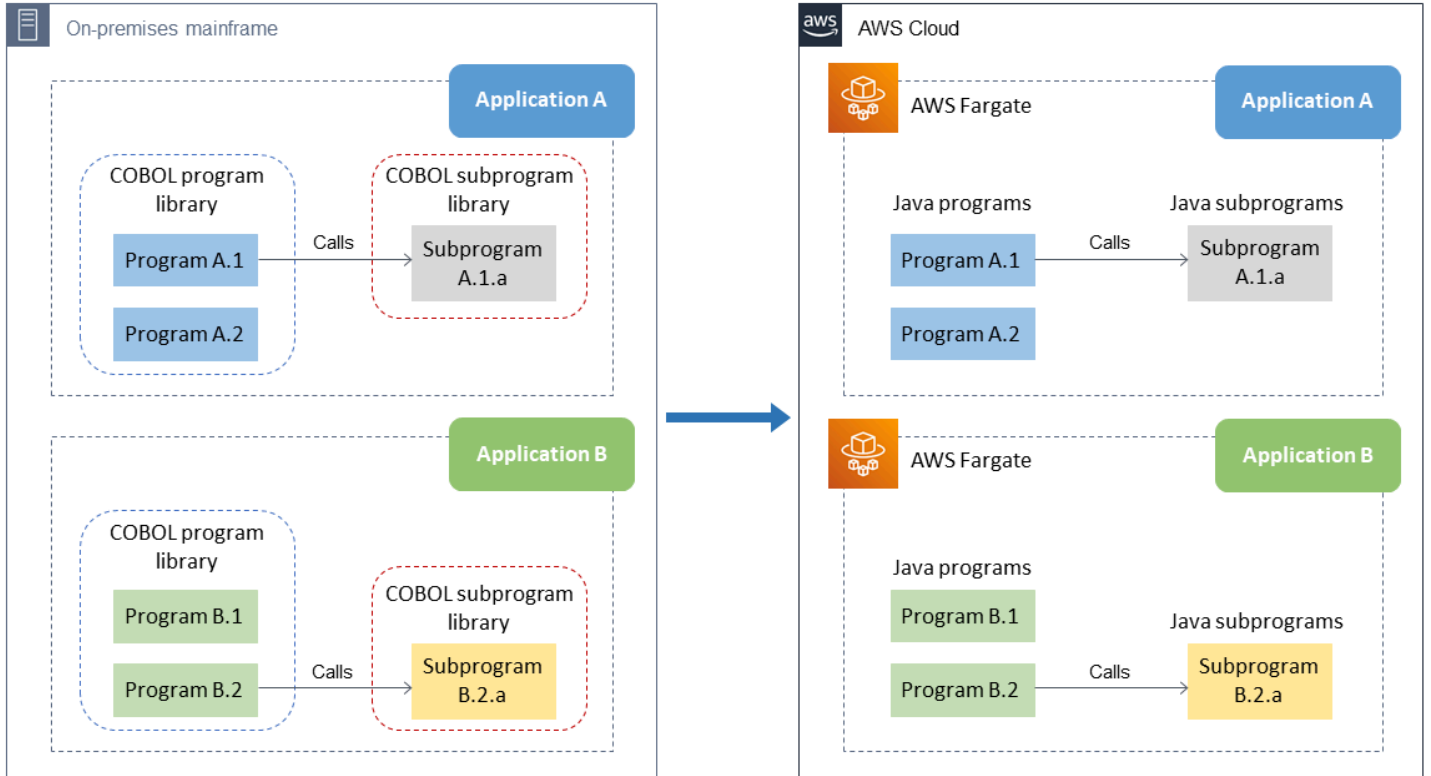 On-premises mainframe
Application A
COBOL program
library
COBOL subprogram
library
Program A.1
Calls
Subprogram
A.1.a
Program A.2
Application B
COBOL program
library
COBOL subprogram
library
Program B.1
Program B.2
Calls
Subprogram
B.2.a
aws
AWS Cloud
AWS Fargate
Application A
Java programs
Java subprograms
Program A.1
Calls
Subprogram
A.1.a
Program A.2
AWS Fargate
Application B
Java programs
Program B.1
Java subprograms
Program B.2
Calls
Subprogram
B.2.a